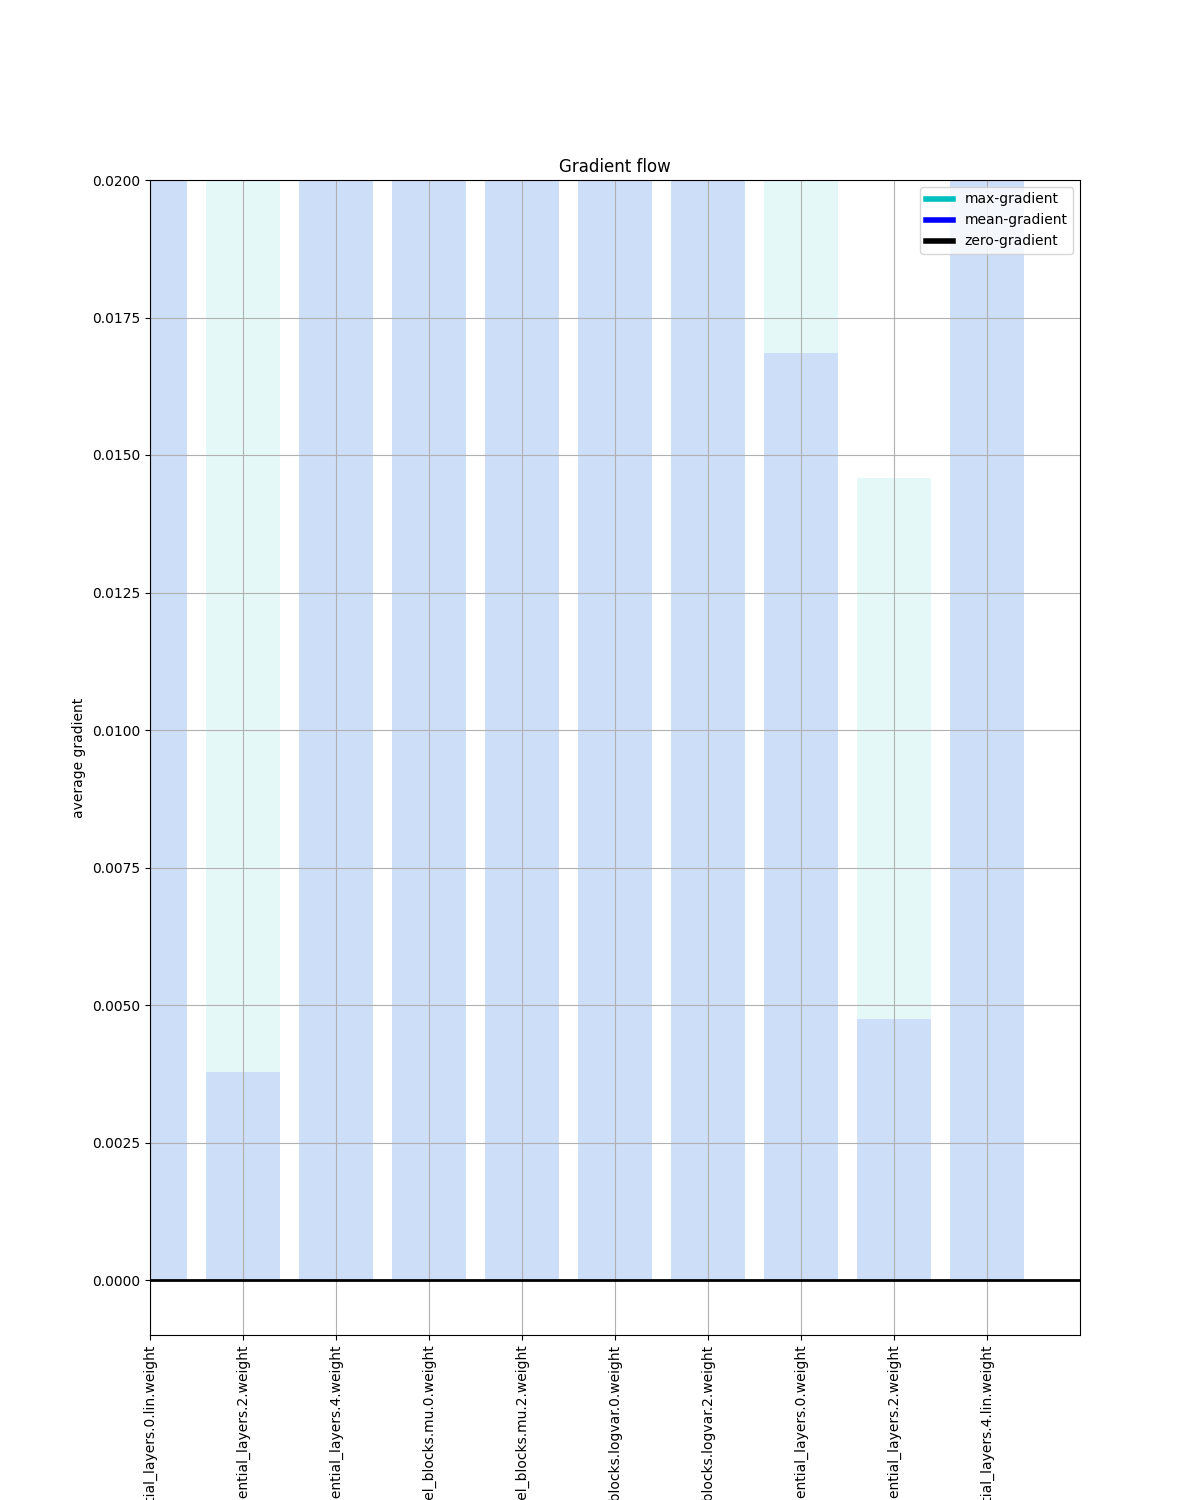 Gradient flow
max-gradient
mean-gradient
zero-gradient
0.0200
0.0175
0.0150
0.0125
0.0100
0.0075
0.0050
0.0025
0.0000
average gradient
tial_layers.0.lin.weight
ential_layers.2.weight
ential_layers.4.weight
el_blocks.mu.0.weight
el_blocks.mu.2.weight
blocks.logvar.0.weight
blocks.logvar.2.weight
ential_layers.0.weight
ential_layers.2.weight
tial_layers.4.lin.weight